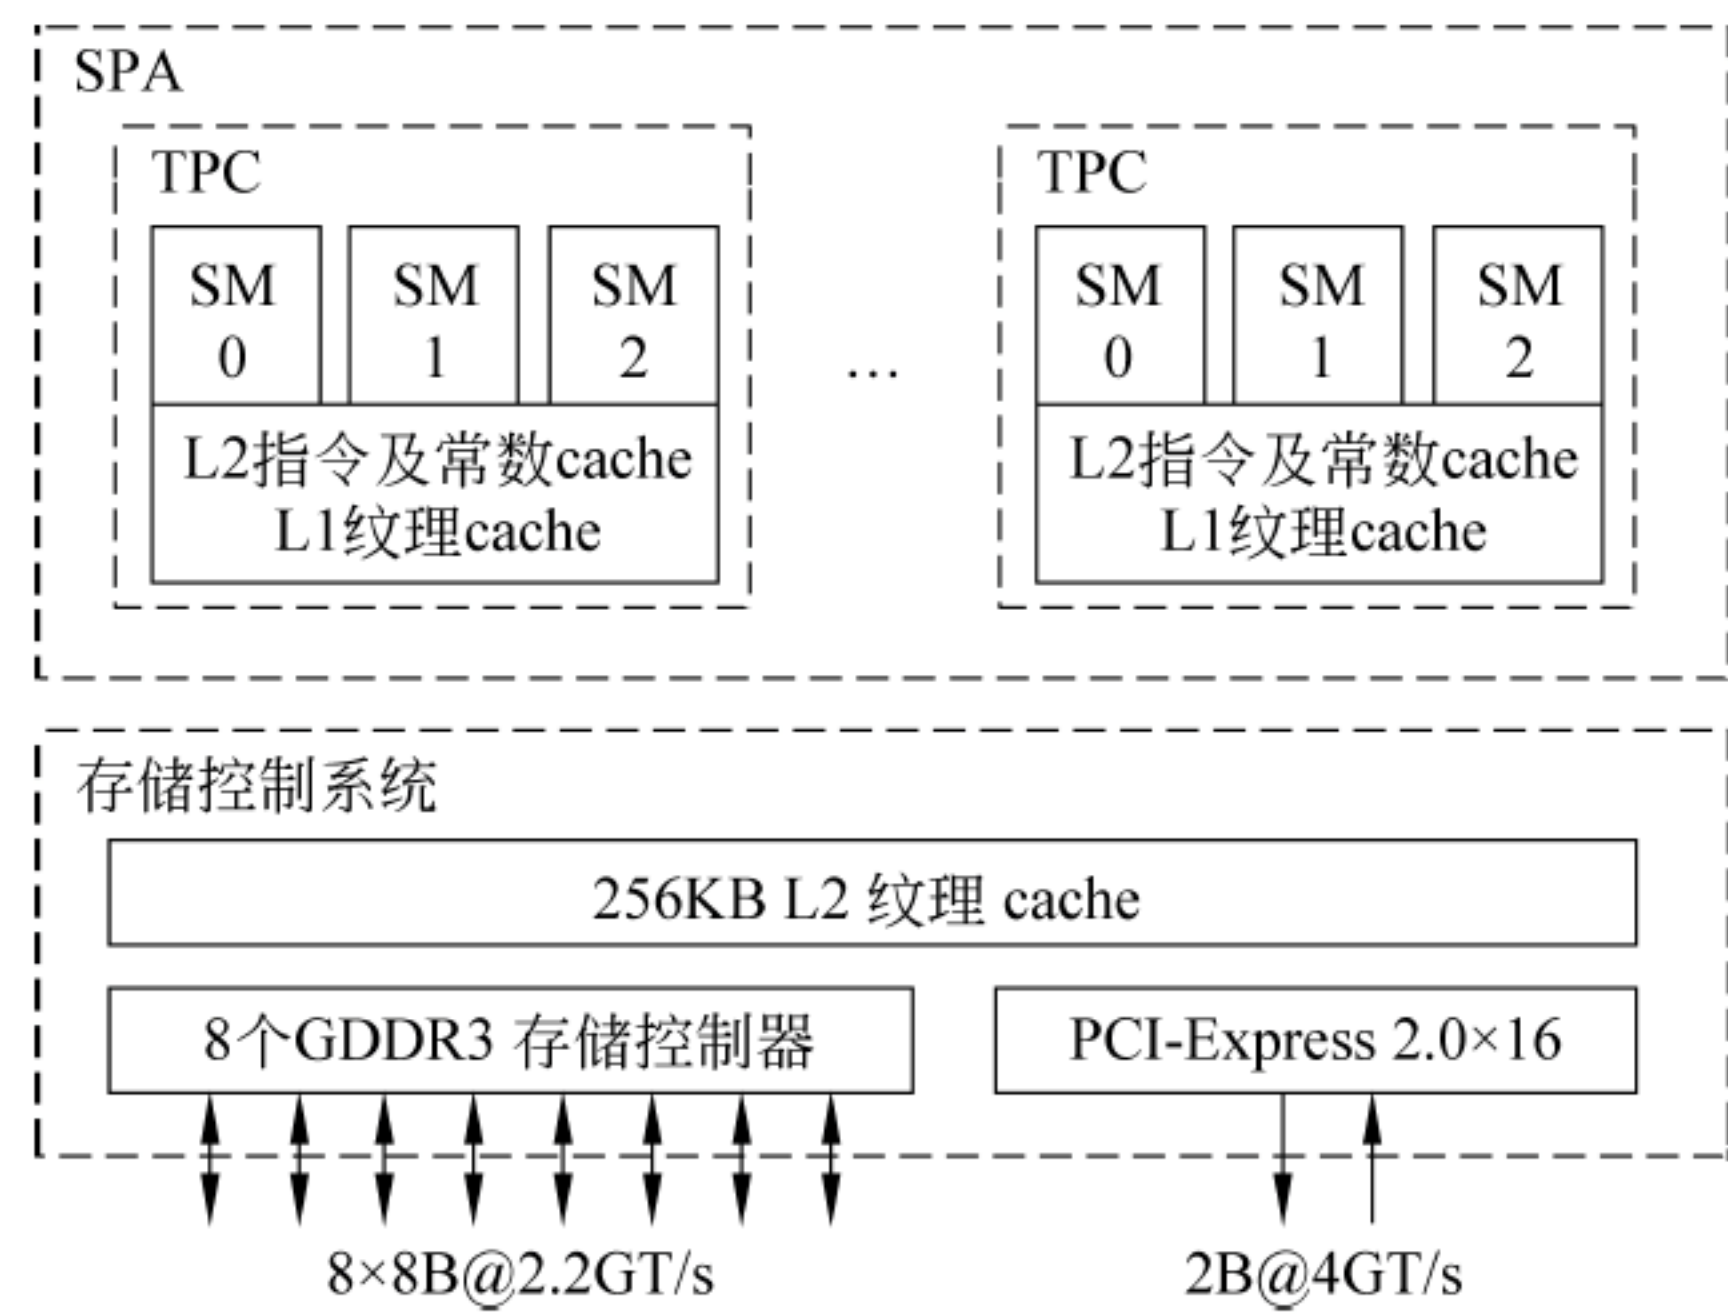 SPA
TPC
SM
0
SM
1
SM
2
L2指令及常数cache
L1纹理cache
…
TPC
SM
0
SM
1
SM
2
L2指令及常数cache
L1纹理cache
存储控制系统
256KB L2 纹理 cache
8个GDDR3 存储控制器
PCI-Express 2.0×16
8×8B@2.2GT/s
2B@4GT/s